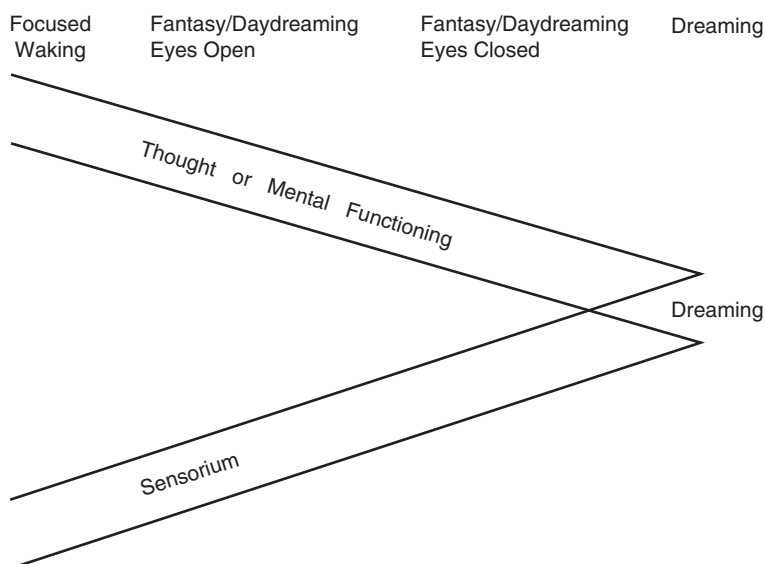 Focused Waking
Fantasy/Daydreaming Eyes Open
Fantasy/Daydreaming Eyes Closed
Dreaming
Thought or Mental Functioning
Dreaming
Sensorium